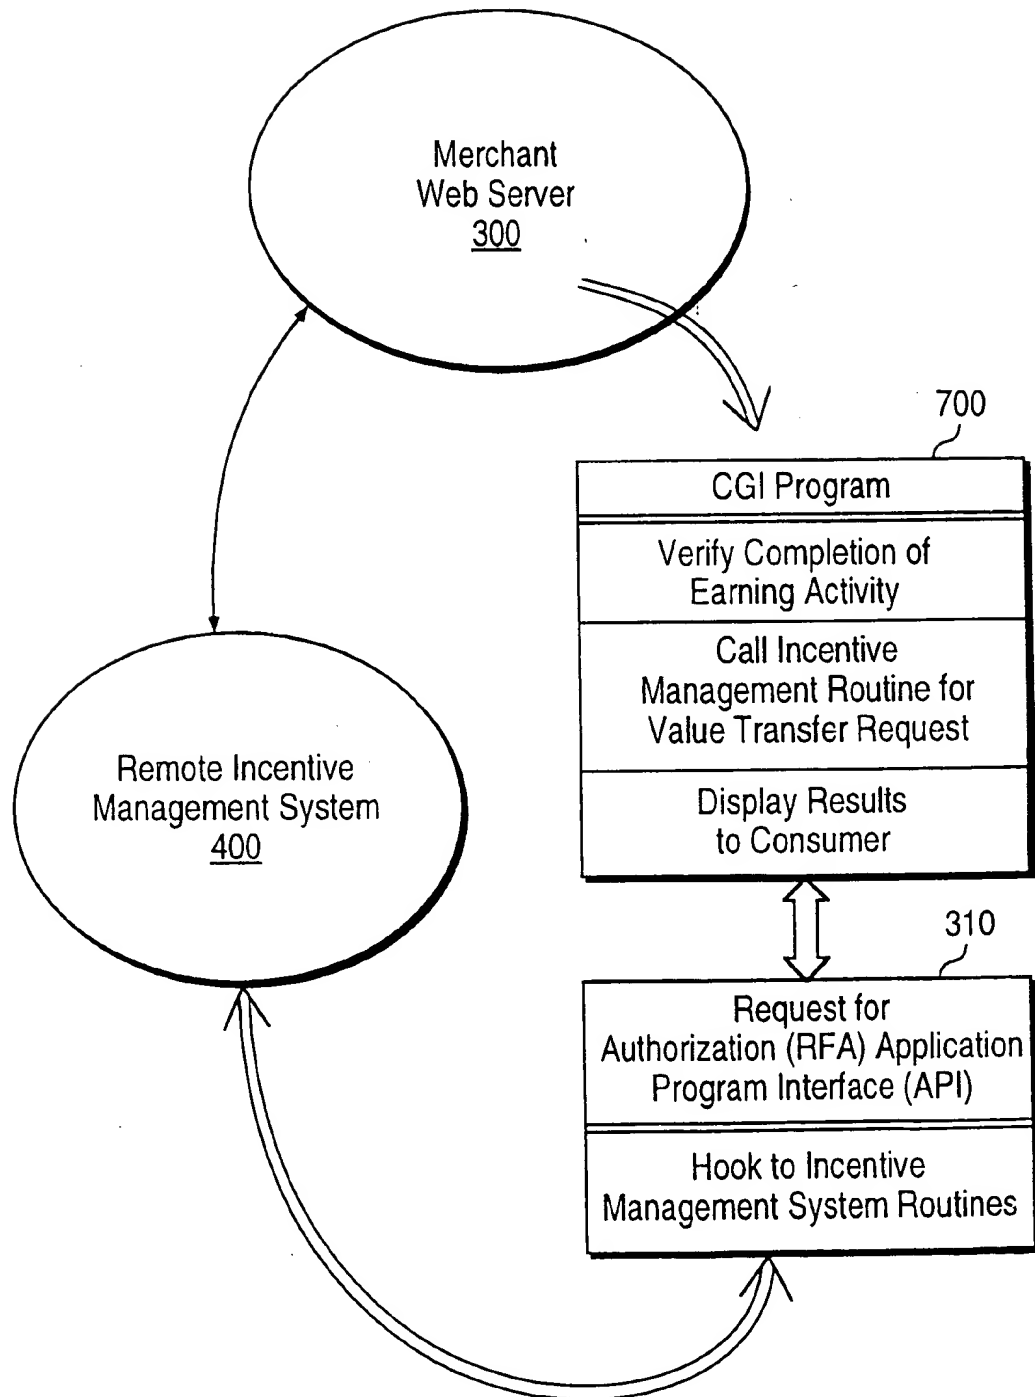 Merchant
Web Server
300
700
CGI Program
Verify Completion of
Earning Activity
Call Incentive
Management Routine for
Value Transfer Request
Display Results
to Consumer
Remote Incentive
Management System
400
310
Request for
Authorization (RFA) Application
Program Interface (API)
Hook to Incentive
Management System Routines